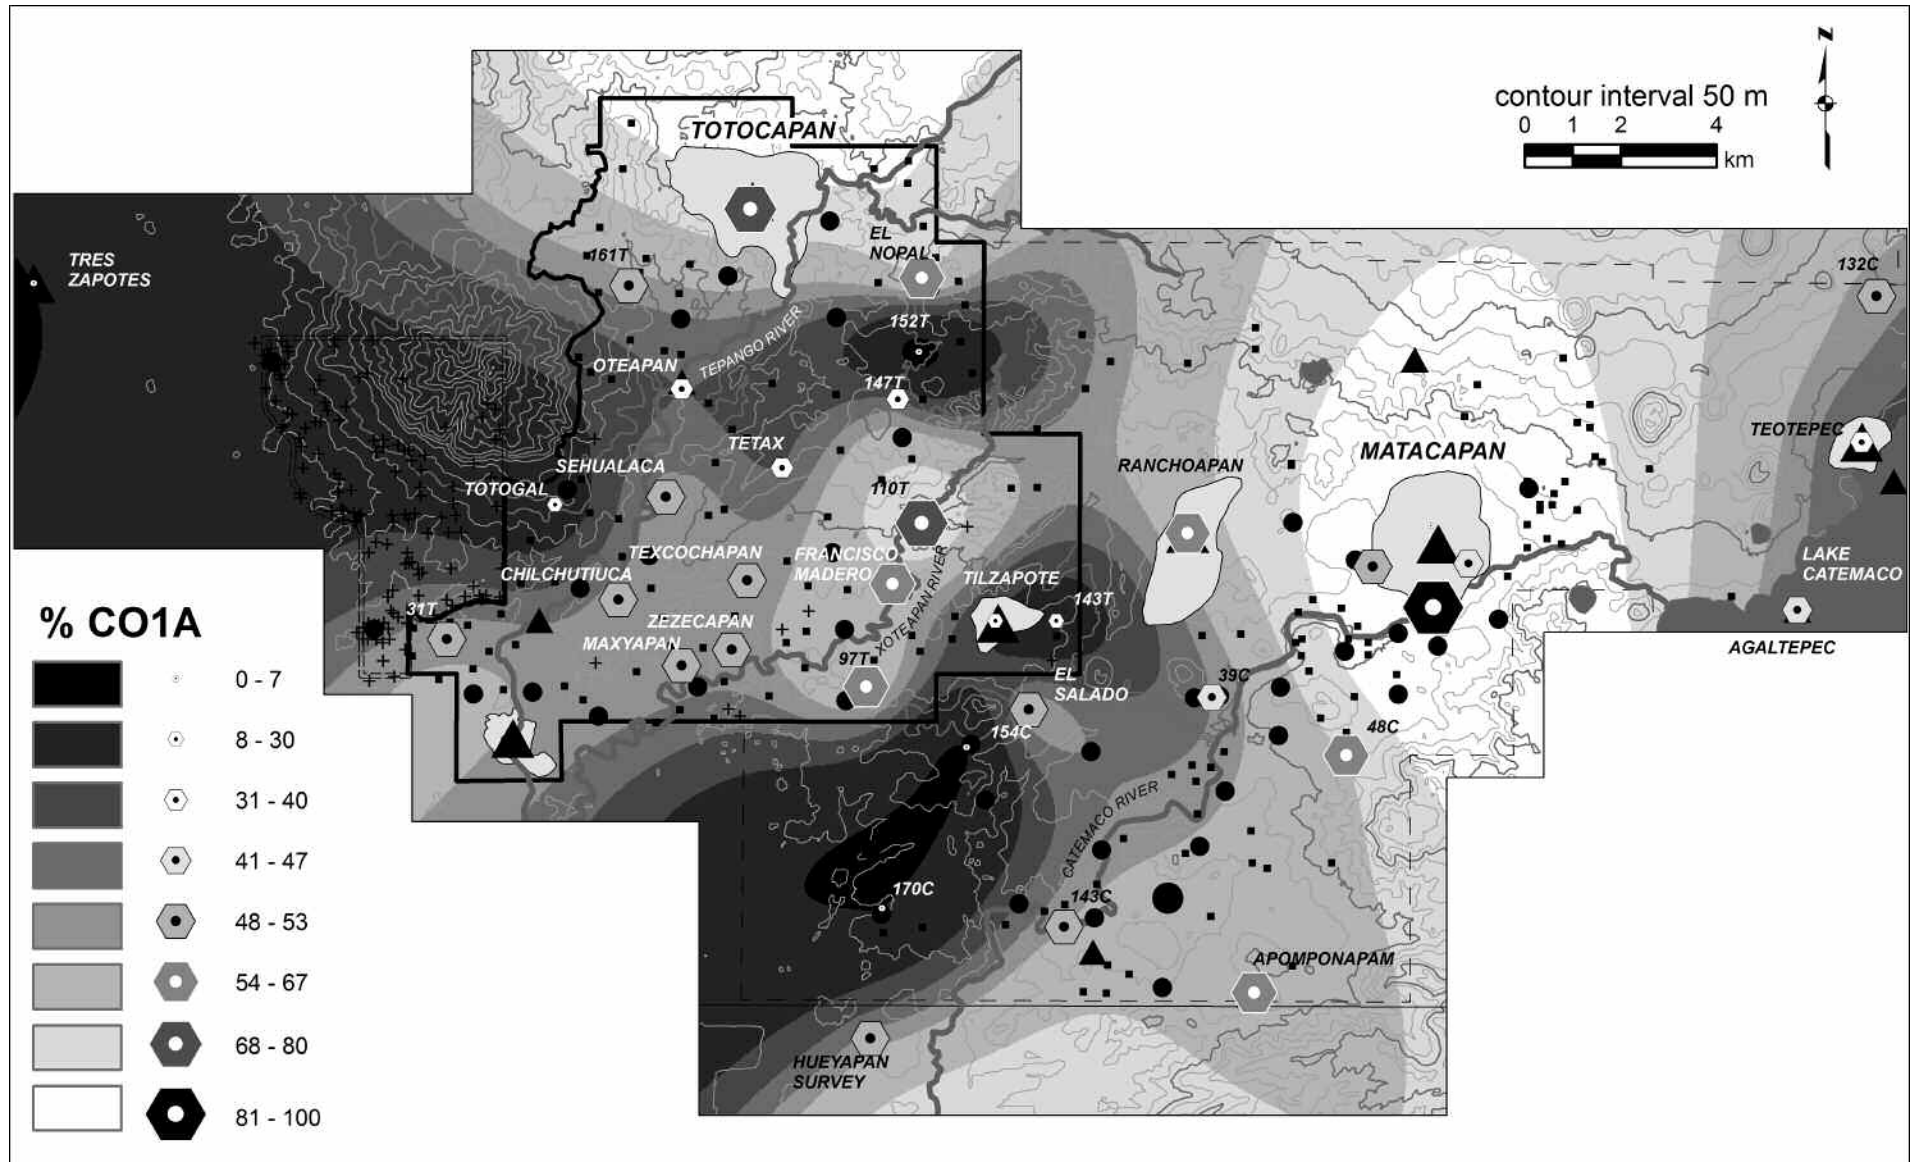 N
contour interval 50 m
0 1 2 4
km
TOTOCAPAN
TRES
ZAPOTES
161T
EL
NOPAL
132C
152T
TEPANGO RIVER
OTEAPAN
147T
TEOTEPEC
TETAX
MATACAPAN
SEHUALACA
RANCHOAPAN
TOTOGAL
110T
TEXCOCHAPAN
FRANCISCO
MADERO
CHILCHUTIUCA
XOTEAPAN RIVER
TILZAPOTE
LAKE
CATEMACO
31T
143T
ZEZECAPAN
MAXYAPAN
AGALTEPEC
97T
EL
SALADO
39C
154C
48C
CATEMACO RIVER
170C
143C
APOMPONAPAM
HUEYAPAN
SURVEY
% CO1A
0 - 7
8 - 30
31 - 40
41 - 47
48 - 53
54 - 67
68 - 80
81 - 100